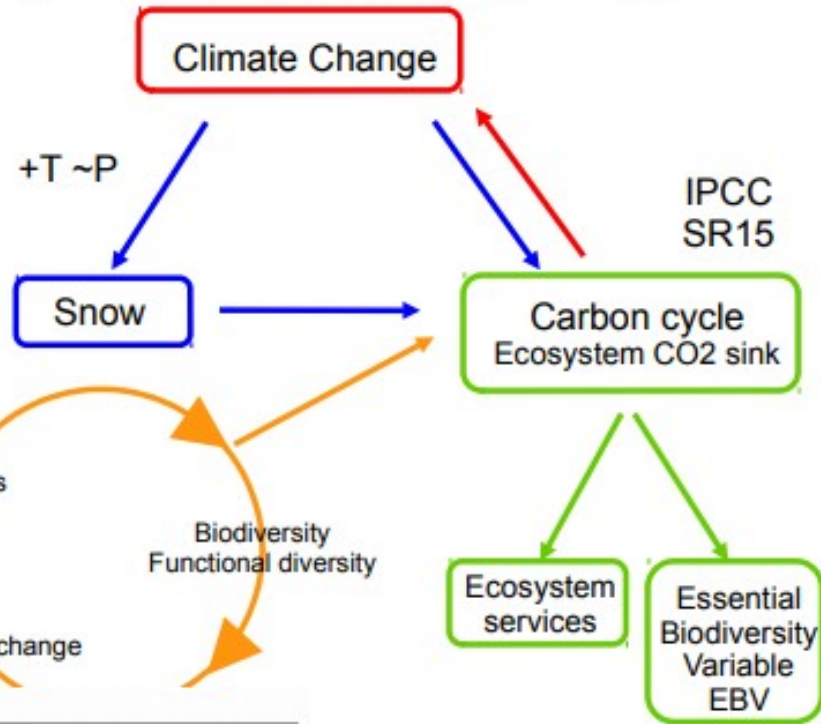 Climate Change
+T ~P
IPCC
SR15
Snow
Carbon cycle
Ecosystem CO2 sink
Biodiversity
Functional diversity
change
Ecosystem
services
Essential
Biodiversity
Variable
EBV